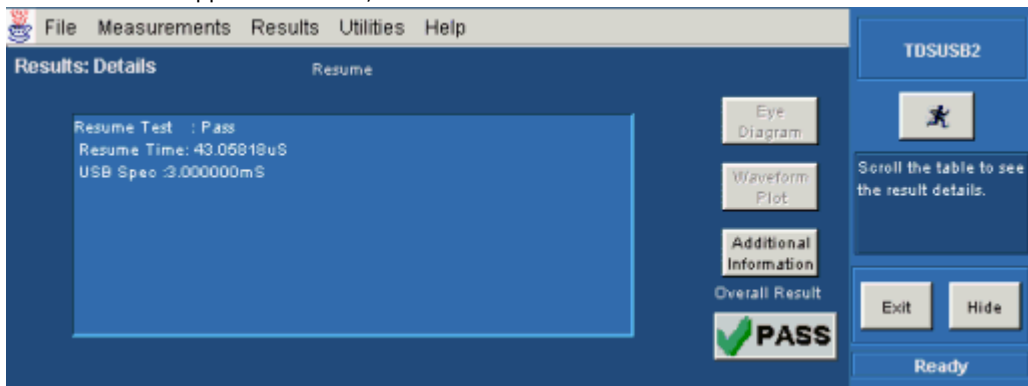 File Measurements Results Utilities Help
TDSUSB2
Results: Details
Resume
Resume Test : Pass
Resume Time: 43.05818uS
USB Spec :3.000000mS
Eye
Diagram
Waveform
Plot
Additional
Information
Overall Result
PASS
Scroll the table to see
the result details.
Exit
Hide
Ready